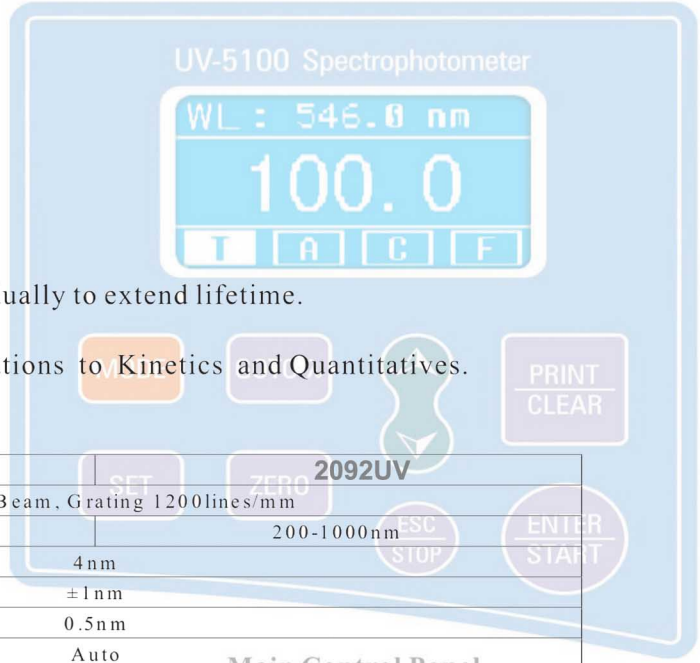 UV-5100 Spectrophotometer
WL: 546.0 nm
100.0
T A C F
ually to extend lifetime.
tions to Kinetics and Quantitatives.
MODE
PRINT
CLEAR
SET ZERO 2092UV
Beam, Grating 1200lines/mm
200-1000nm
ESC
STOP
ENTER
START
4nm
±1nm
0.5nm
Auto
Main Control Panel